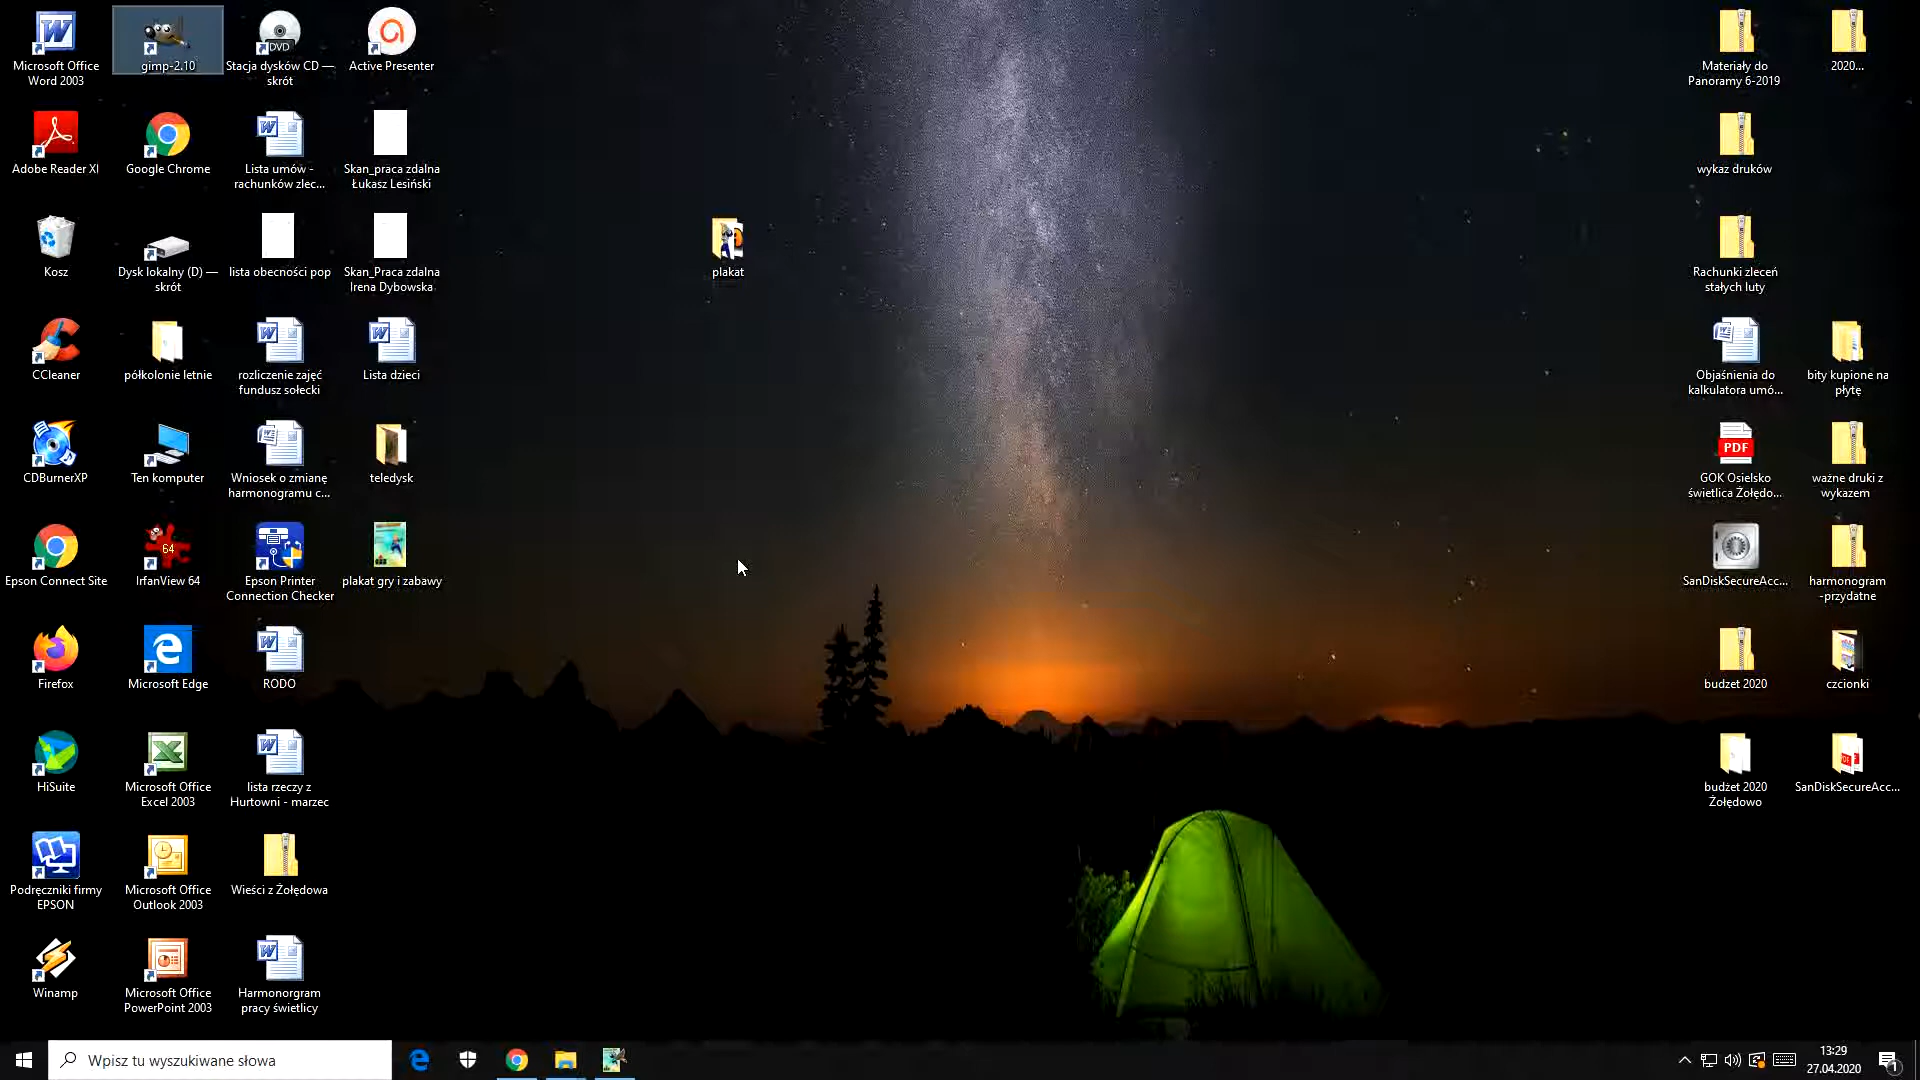 Microsoft Office
Word 2003
gimp-2.10
Stacja dysków CD —
skrót
DVD
Active Presenter
Adobe Reader XI
Google Chrome
Lista umów -
rachunków zlec...
Skan_praca zdalna
Łukasz Lesiński
Kosz
Dysk lokalny (D) —
skrót
lista obecności pop
Skan_Praca zdalna
Irena Dybowska
CCleaner
półkolonie letnie
rozliczenie zajęć
fundusz sołecki
Lista dzieci
CDBurnerXP
Ten komputer
Wniosek o zmianę
harmonogramu c...
teledysk
Epson Connect Site
64
IrfanView 64
Epson Printer
Connection Checker
plakat gry i zabawy
Firefox
Microsoft Edge
RODO
HiSuite
Microsoft Office
Excel 2003
lista rzeczy z
Hurtowni - marzec
Podręczniki firmy
EPSON
Microsoft Office
Outlook 2003
Wieści z Żołędowa
Winamp
Microsoft Office
PowerPoint 2003
Harmonorgram
pracy świetlicy
plakat
Materiały do
Panoramy 6-2019
2020...
wykaz druków
Rachunki zleceń
stałych luty
Objaśnienia do
kalkulatora umó...
bity kupione na
płytę
PDF
GOK Osielsko
świetlica Żołędo...
ważne druki z
wykazem
SanDiskSecureAcc...
harmonogram
-przydatne
budzet 2020
czcionki
budżet 2020
Żołędowo
SanDiskSecureAcc...
Wpisz tu wyszukiwane słowa
13:29
27.04.2020
1